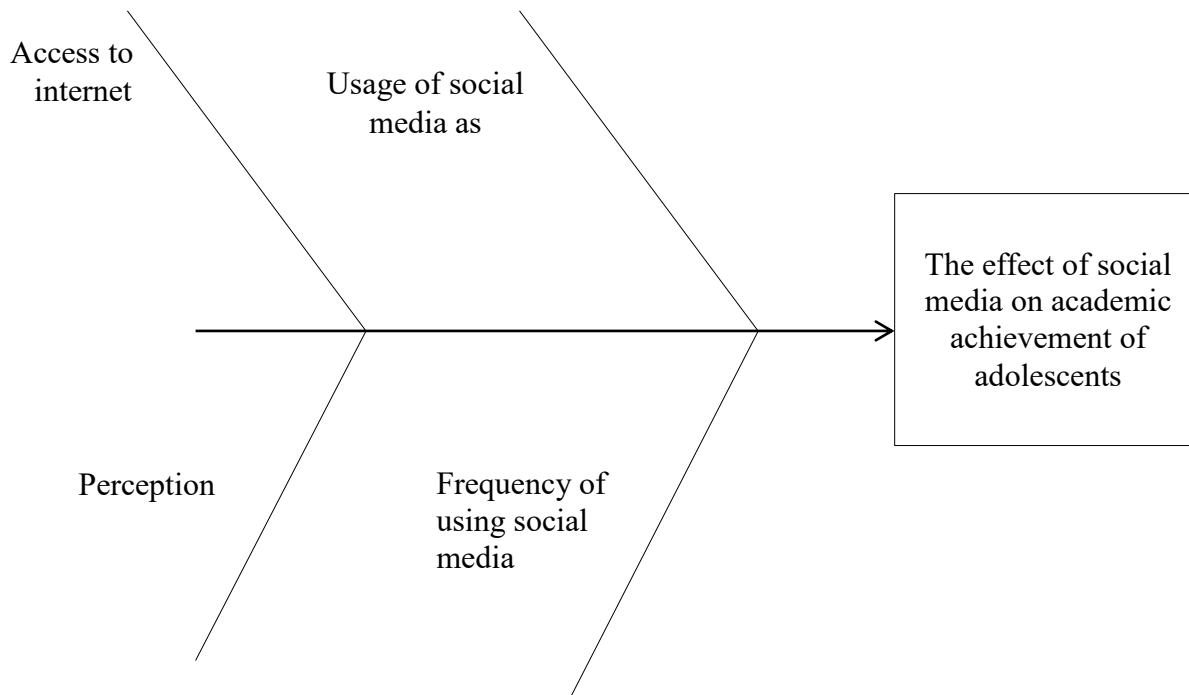 Access to
internet
Usage of social
media as
The effect of social
media on academic
achievement of
adolescents
Perception
Frequency of
using social
media